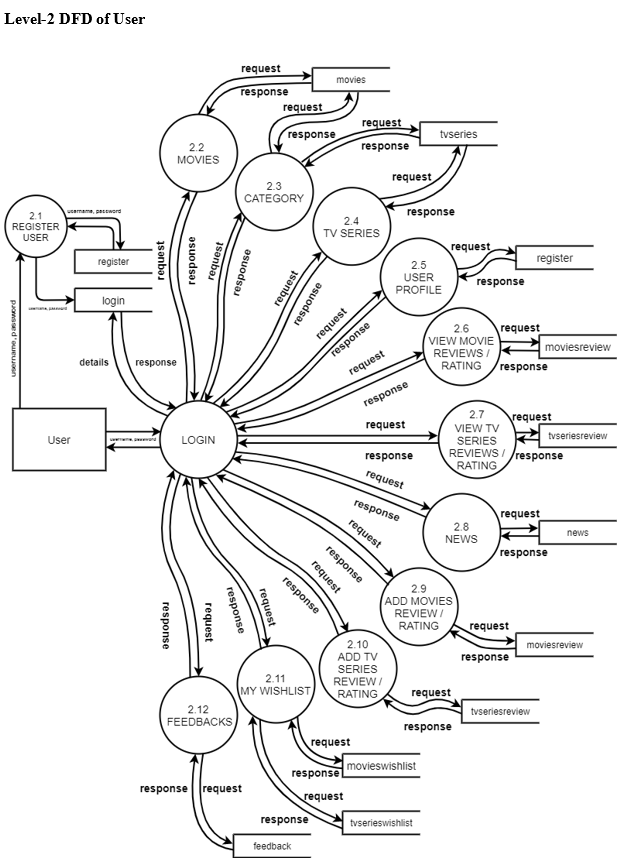 Level-2 DFD of User
request
response
movies
request
response
request
response
tvseries
2.2
MOVIES
2.3
CATEGORY
request
response
2.4
TV SERIES
2.1
REGISTER
USER
username, password
register
login
username, password
username, password
request
response
request
response
request
response
2.5
USER
PROFILE
request
response
register
request
response
details
response
2.6
VIEW MOVIE
REVIEWS /
RATING
request
response
moviesreview
request
response
User
username, password
LOGIN
request
response
2.7
VIEW TV
SERIES
REVIEWS /
RATING
request
response
tvseriesreview
request
response
2.8
NEWS
request
response
news
request
response
2.9
ADD MOVIES
REVIEW /
RATING
request
response
moviesreview
request
response
2.10
ADD TV
SERIES
REVIEW /
RATING
request
response
tvseriesreview
request
response
2.11
MY WISHLIST
request
response
movieswishlist
request
response
tvserieswishlist
response
request
2.12
FEEDBACKS
response
request
feedback